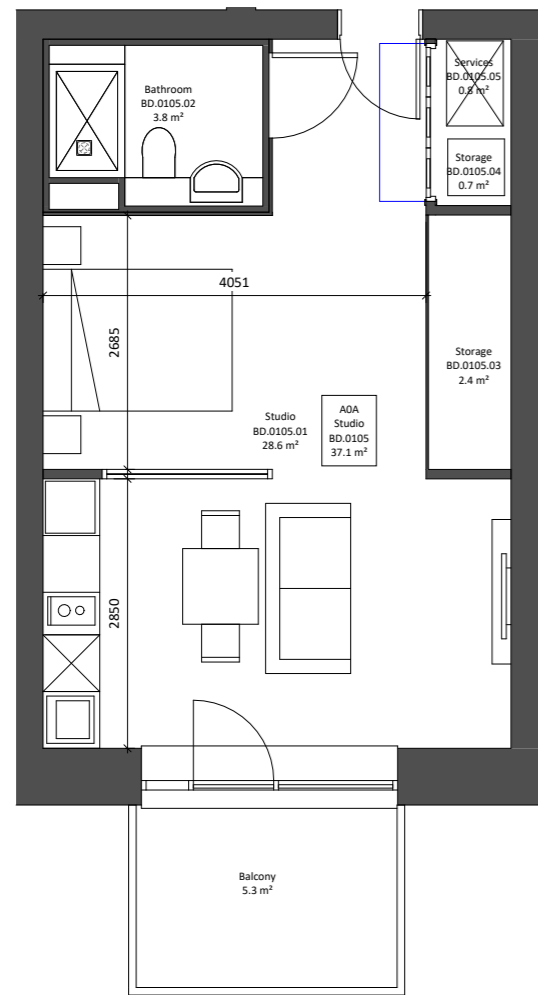 Bathroom
BD.0105.02
3.8 m²
Services
BD.0105.05
0.8 m²
Storage
BD.0105.04
0.7 m²
4051
2685
Storage
BD.0105.03
2.4 m²
Studio
BD.0105.01
28.6 m²
A0A
Studio
BD.0105
37.1 m²
2850
Balcony
5.3 m²